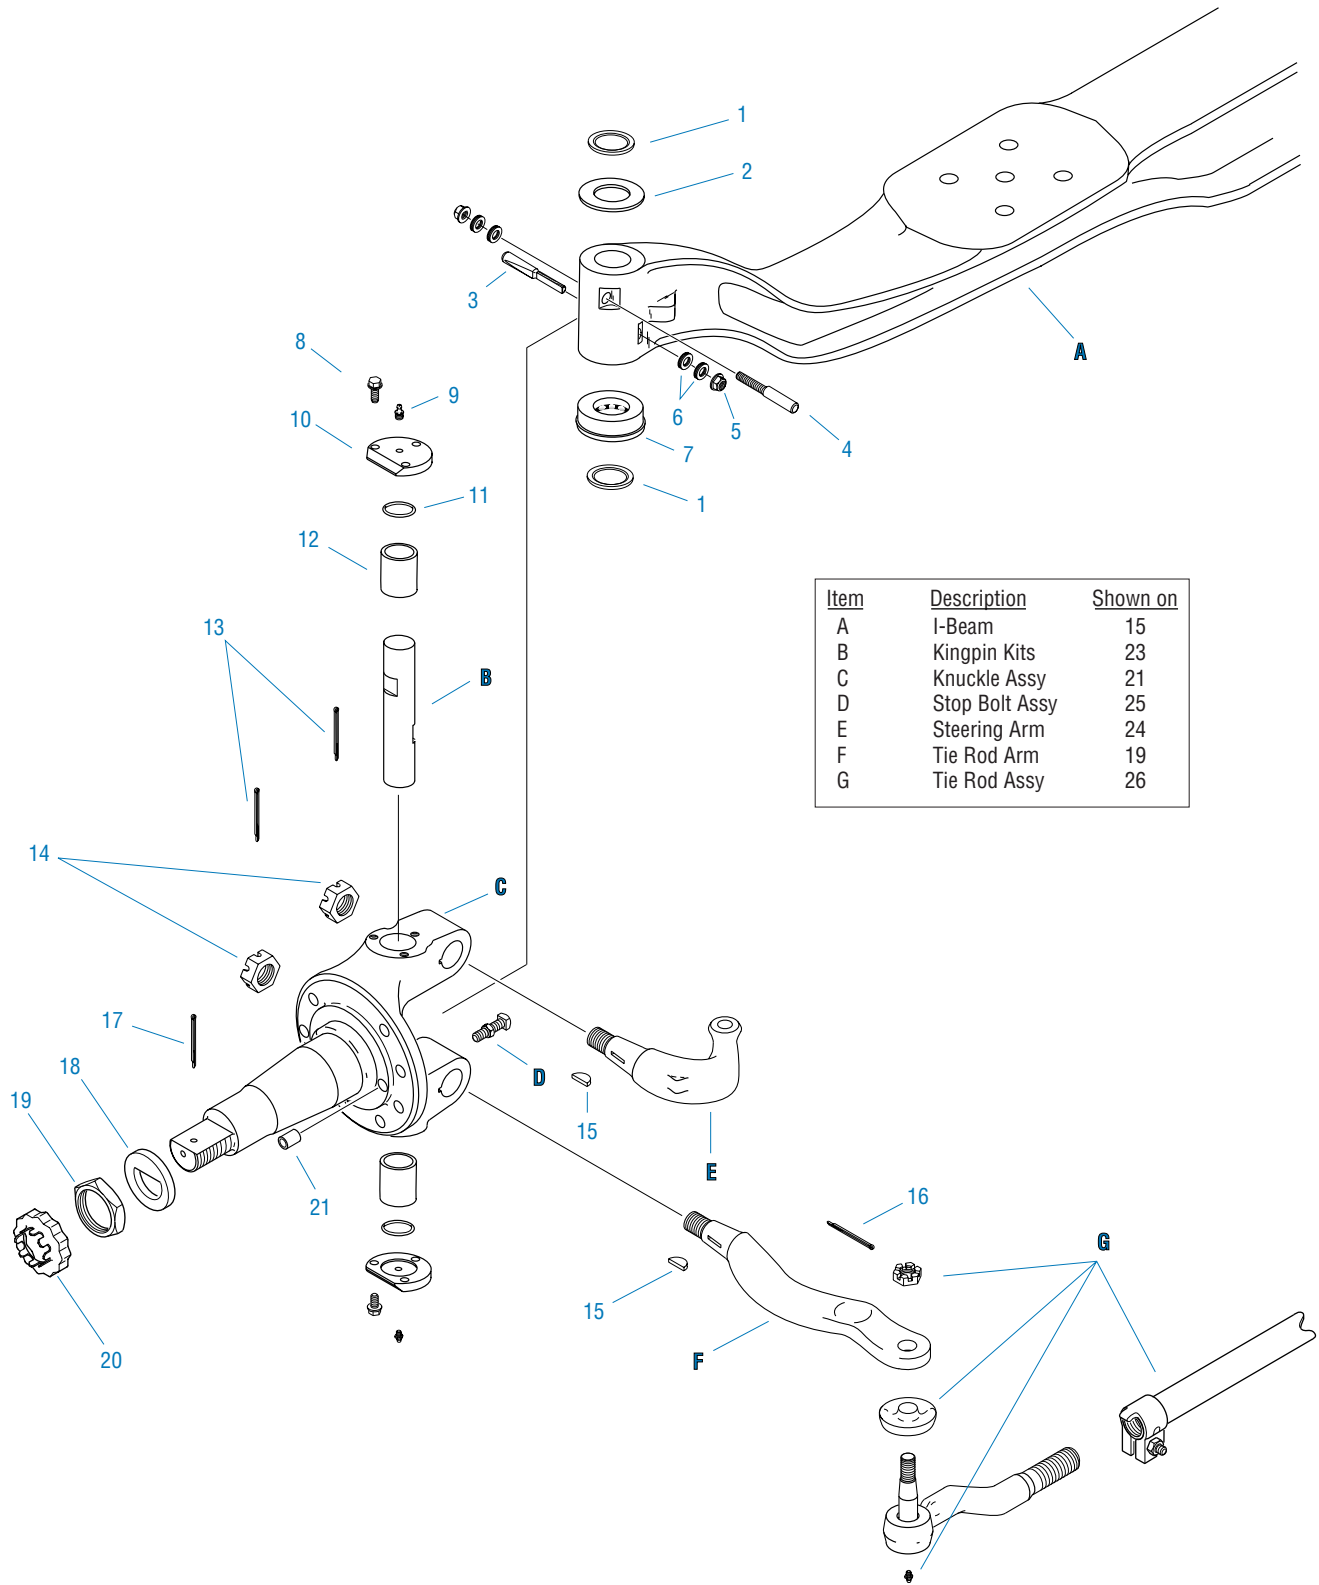 1
2
3
A
8
9
6
5
4
10
7
11
1
12
Item Description Shown on
A I-Beam 15
B Kingpin Kits 23
C Knuckle Assy 21
D Stop Bolt Assy 25
E Steering Arm 24
F Tie Rod Arm 19
G Tie Rod Assy 26
13
B
14
C
17
18
D
19
15
E
21
16
G
15
20
F